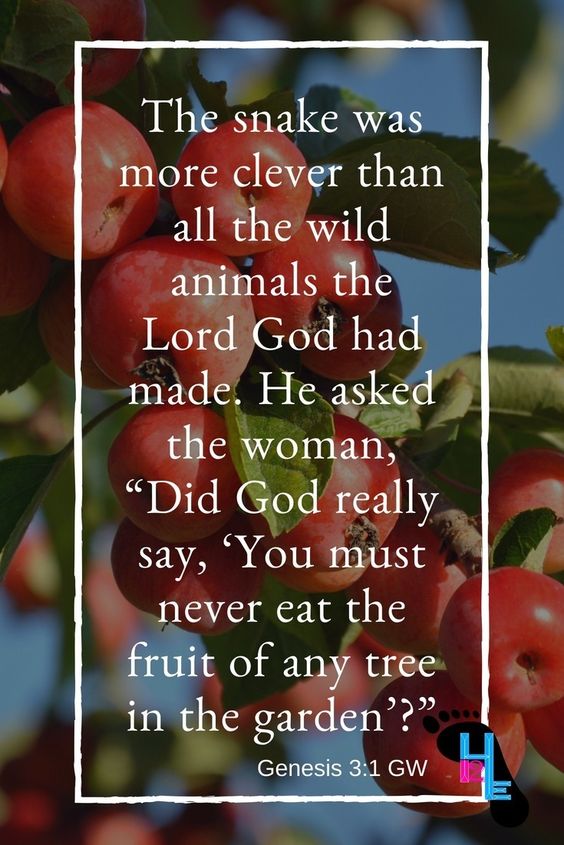 The snake was
more clever than
all the wild
animals the
Lord God had
made. He asked
the woman,
“Did God really
say, ‘You must
never eat the
fruit of any tree
in the garden’?”
Genesis 3:1 GW